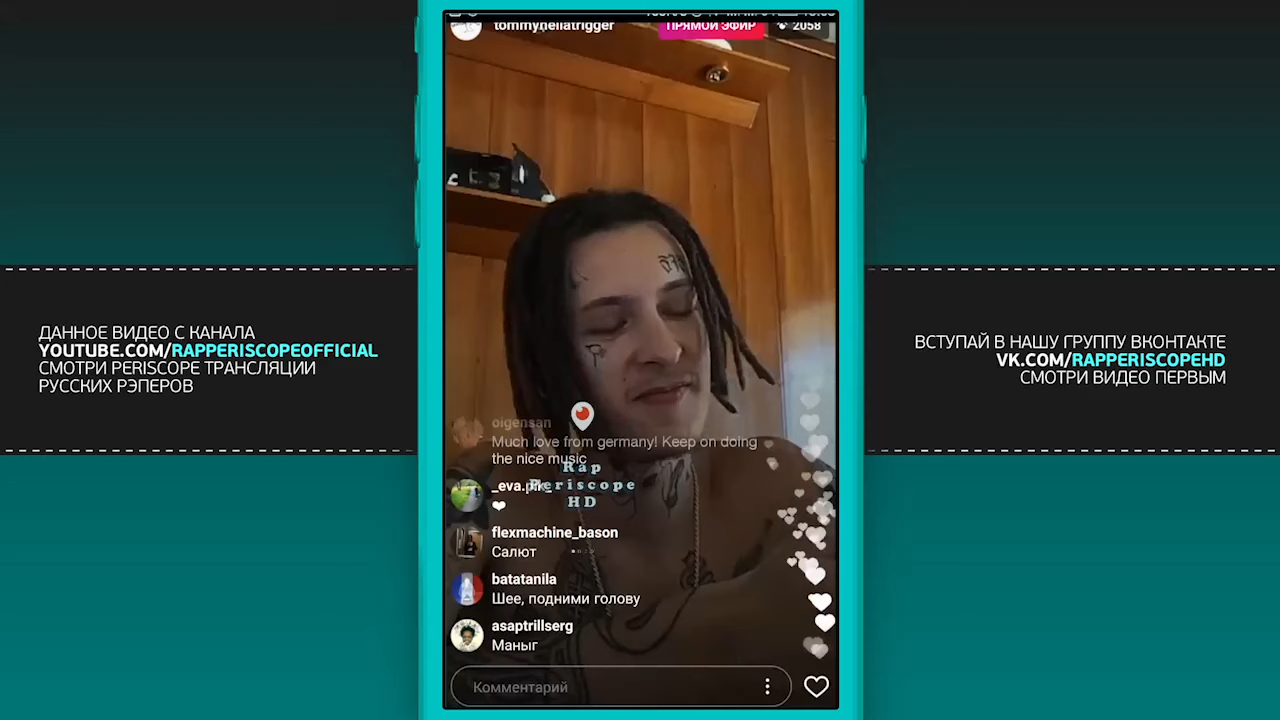 tommyhellatrigger
ПРЯМОЙ ЭФИР
2058
ДАННОЕ ВИДЕО С КАНАЛА
YOUTUBE.COM/RAPPERISCOPEOFFICIAL
СМОТРИ PERISCOPE ТРАНСЛЯЦИИ
РУССКИХ РЭПЕРОВ
ВСТУПАЙ В НАШУ ГРУППУ ВКОНТАКТЕ
VK.COM/RAPPERISCOPEHD
СМОТРИ ВИДЕО ПЕРВЫМ
oigensan
Much love from germany! Keep on doing
the nice music
Rap
Periscope
HD
❤
flexmachine_bason
Салют
batatanila
Шее, подними голову
asaptrillserg
Маныг
Комментарий